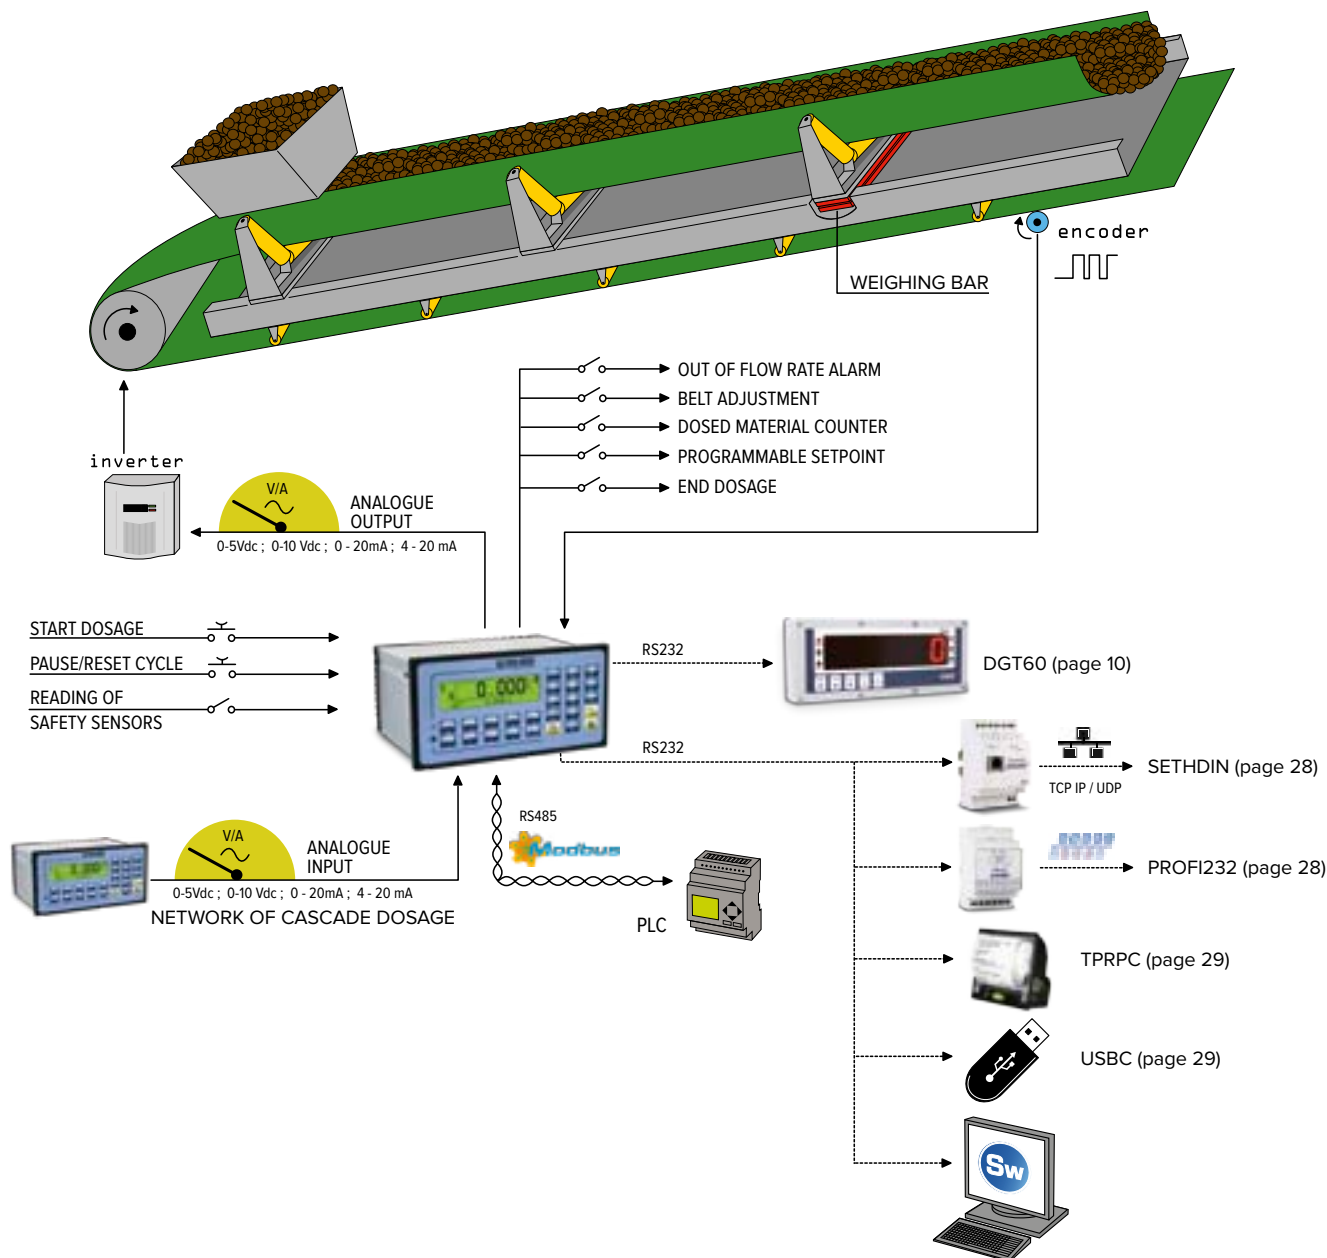 encoder
WEIGHING BAR
OUT OF FLOW RATE ALARM
BELT ADJUSTMENT
DOSED MATERIAL COUNTER
PROGRAMMABLE SETPOINT
END DOSAGE
inverter
V/A
ANALOGUE
OUTPUT
0-5Vdc ; 0-10 Vdc ; 0 - 20mA ; 4 - 20 mA
START DOSAGE
PAUSE/RESET CYCLE
READING OF
SAFETY SENSORS
0.000
RS232
0
DGT60 (page 10)
RS232
TCP IP / UDP
SETHDIN (page 28)
V/A
ANALOGUE
INPUT
0-5Vdc ; 0-10 Vdc ; 0 - 20mA ; 4 - 20 mA
NETWORK OF CASCADE DOSAGE
RS485
Modbus
PLC
PROFI232 (page 28)
TPRPC (page 29)
USBC (page 29)
Sw